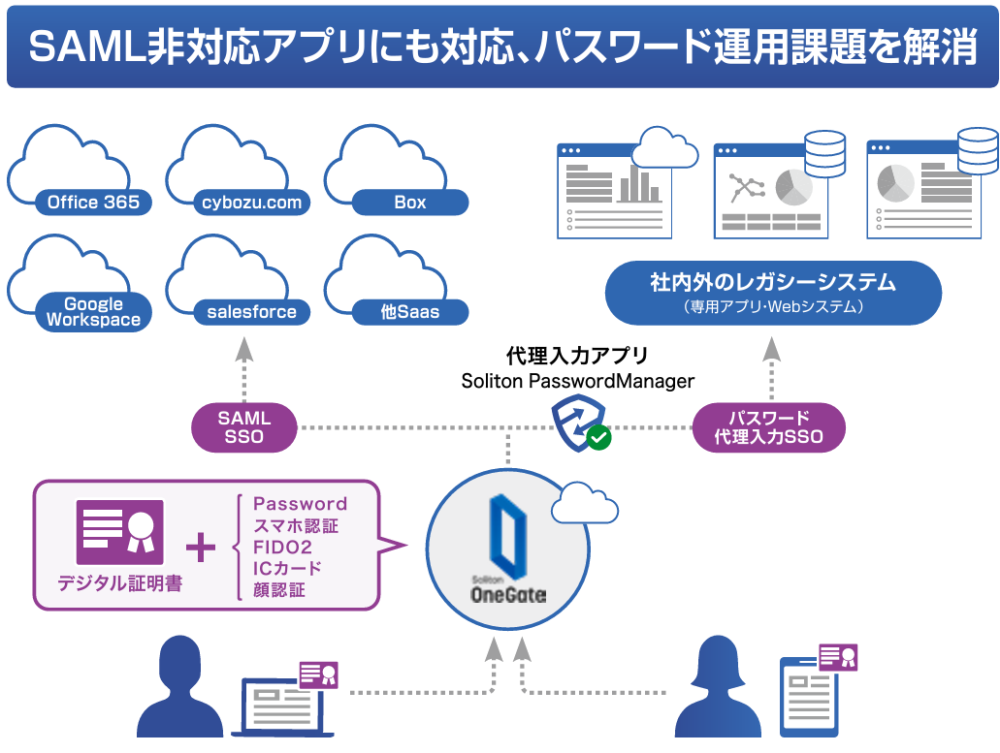 SAML非対応アプリにも対応、パスワード運用課題を解消
Office 365
cybozu.com
Box
Google
Workspace
salesforce
他Saas
社内外のレガシーシステム
（専用アプリ・Webシステム）
代理入力アプリ
Soliton PasswordManager
SAML
SSO
パスワード
代理入力SSO
デジタル証明書
+
Password
スマホ認証
FIDO2
ICカード
顔認証
Soliton
OneGate